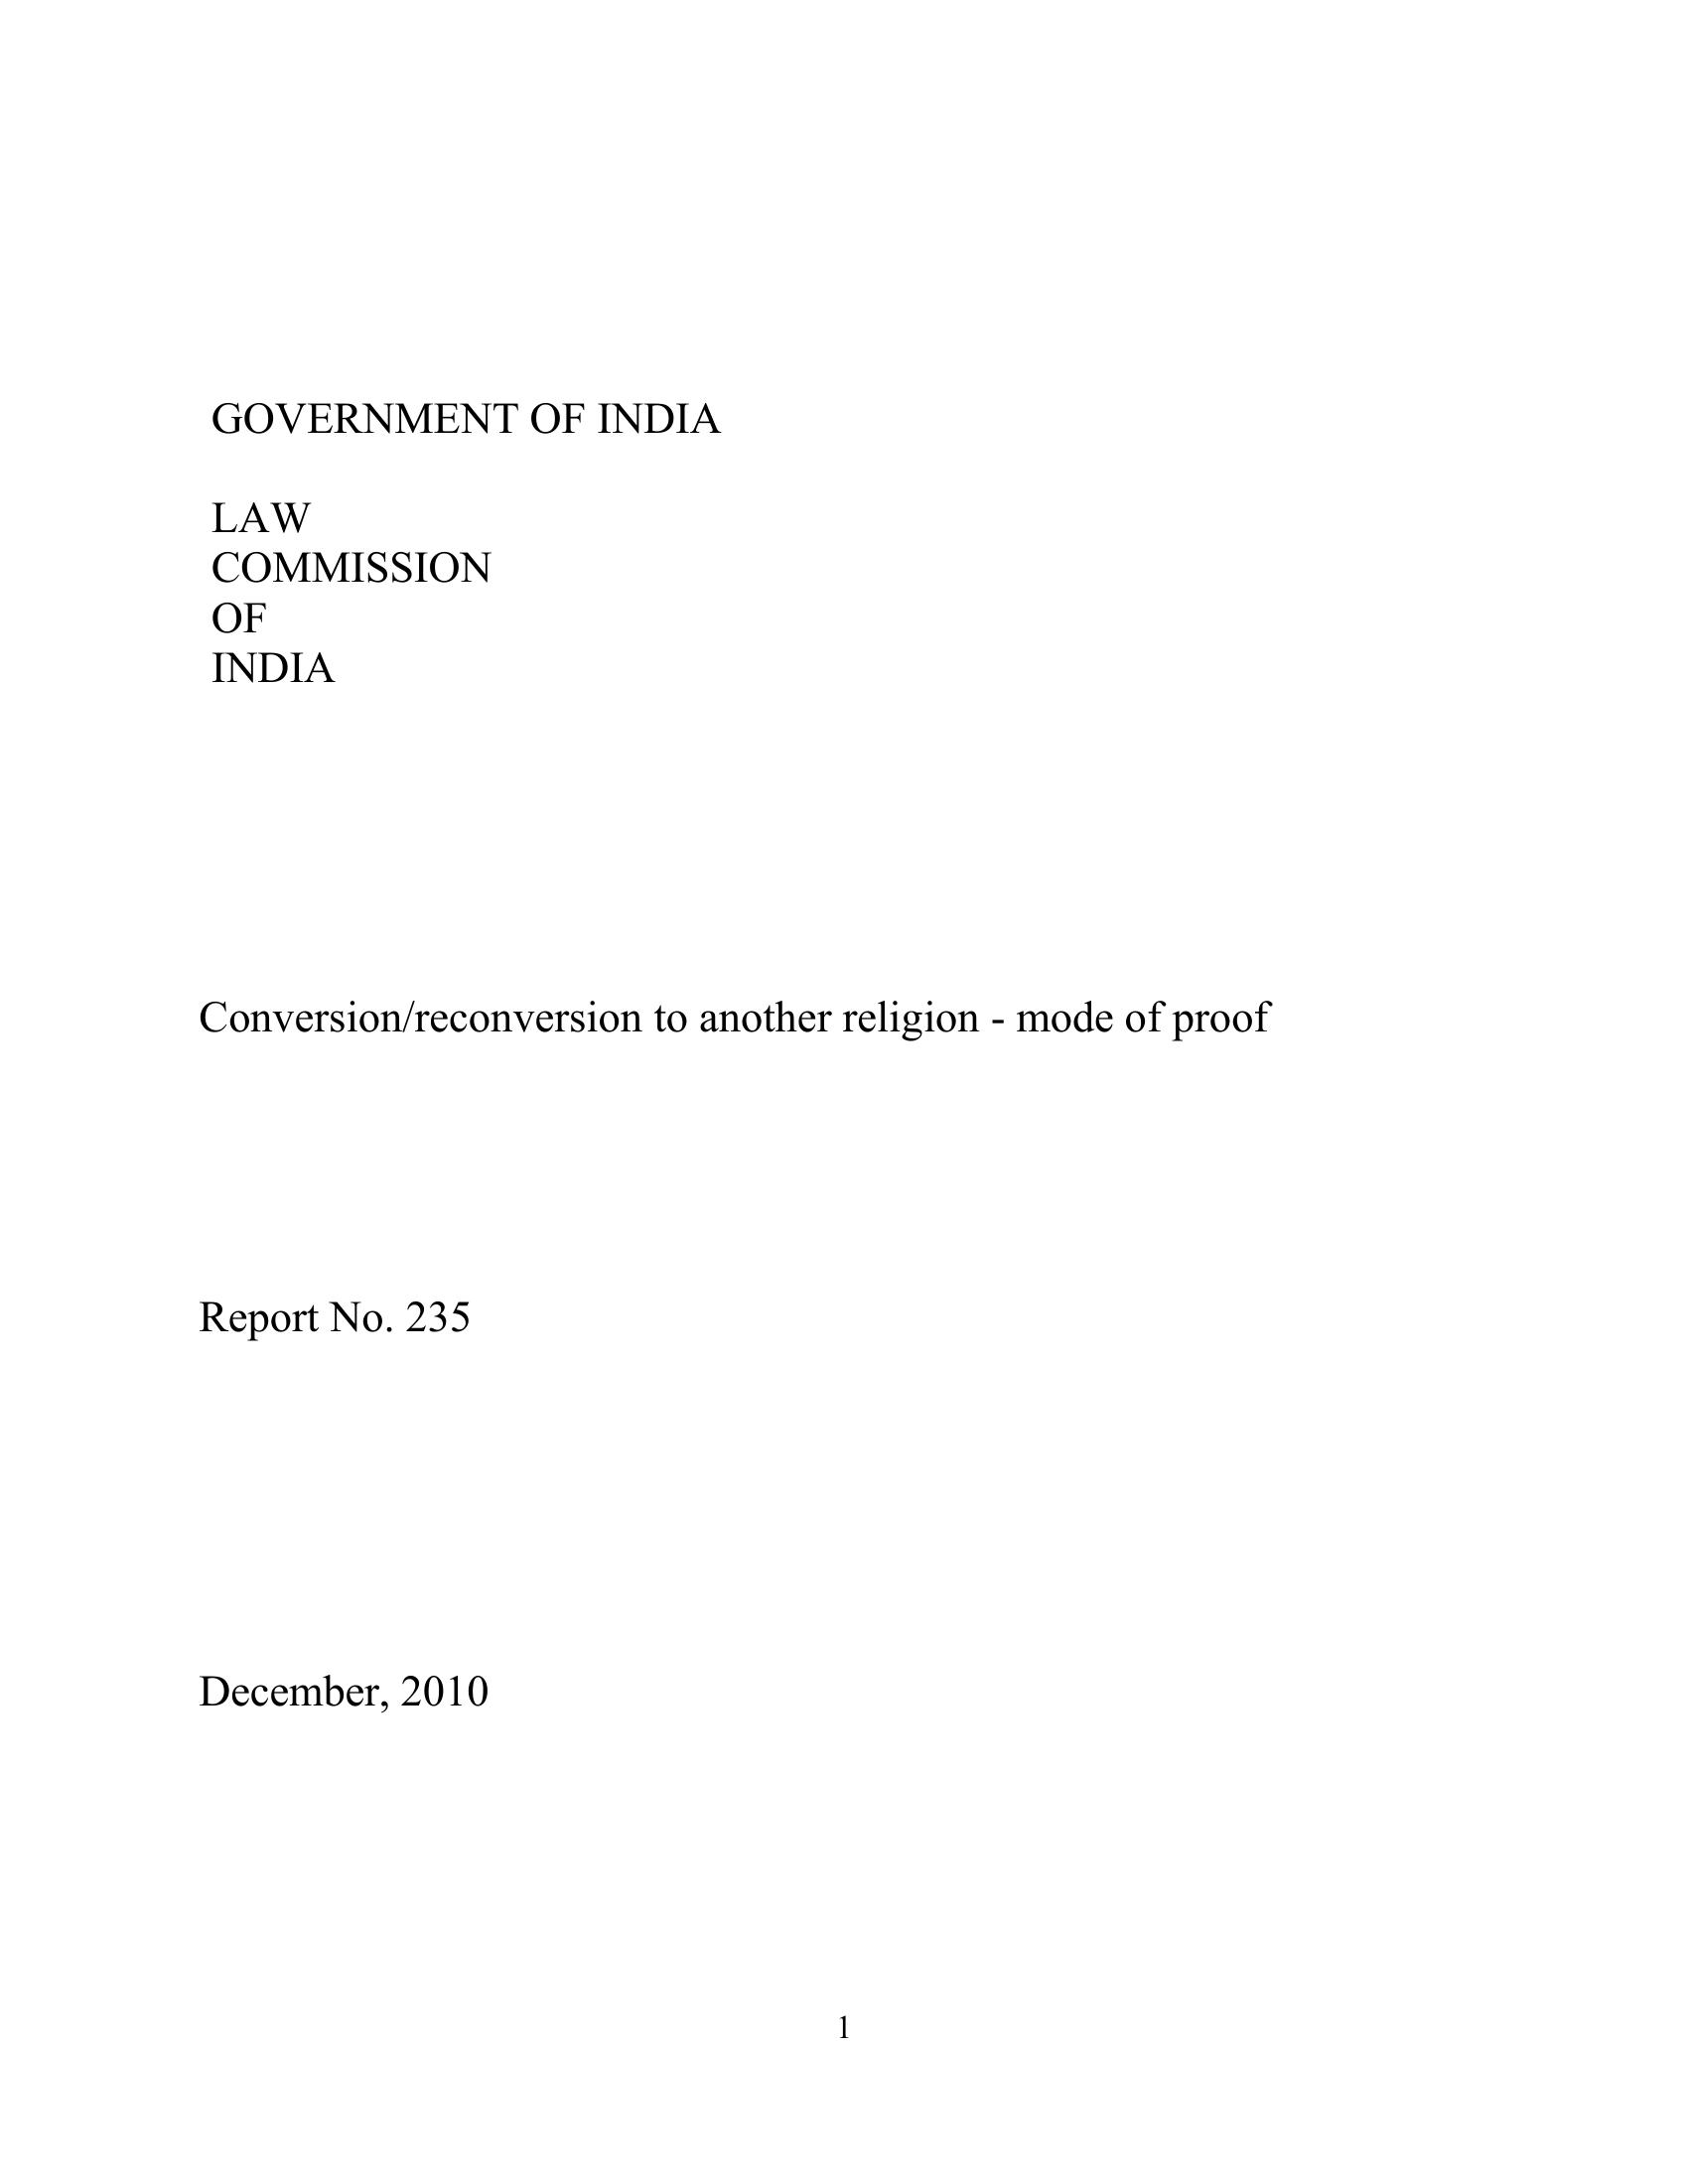 GOVERNMENT OF INDIA
LAW
COMMISSION
OF
INDIA
Conversion/reconversion to another religion - mode of proof
Report No. 235
December, 2010
1